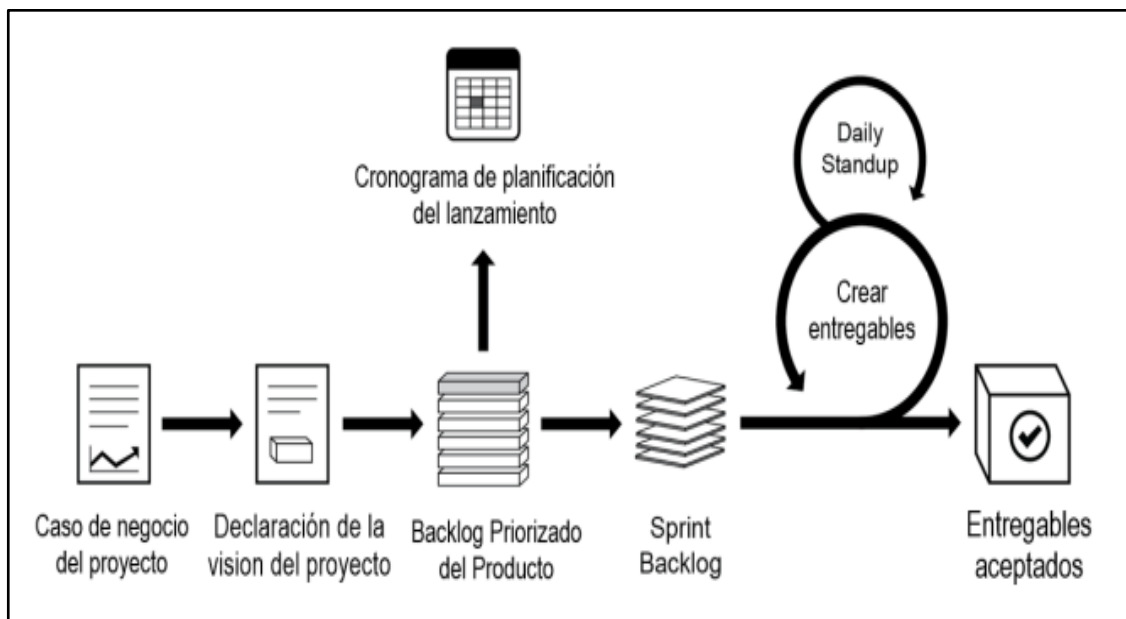 Cronograma de planificación
del lanzamiento
Daily
Standup
Crear
entregables
Caso de negocio
del proyecto
Declaración de la
vision del proyecto
Backlog Priorizado
del Producto
Sprint
Backlog
Entregables
aceptados